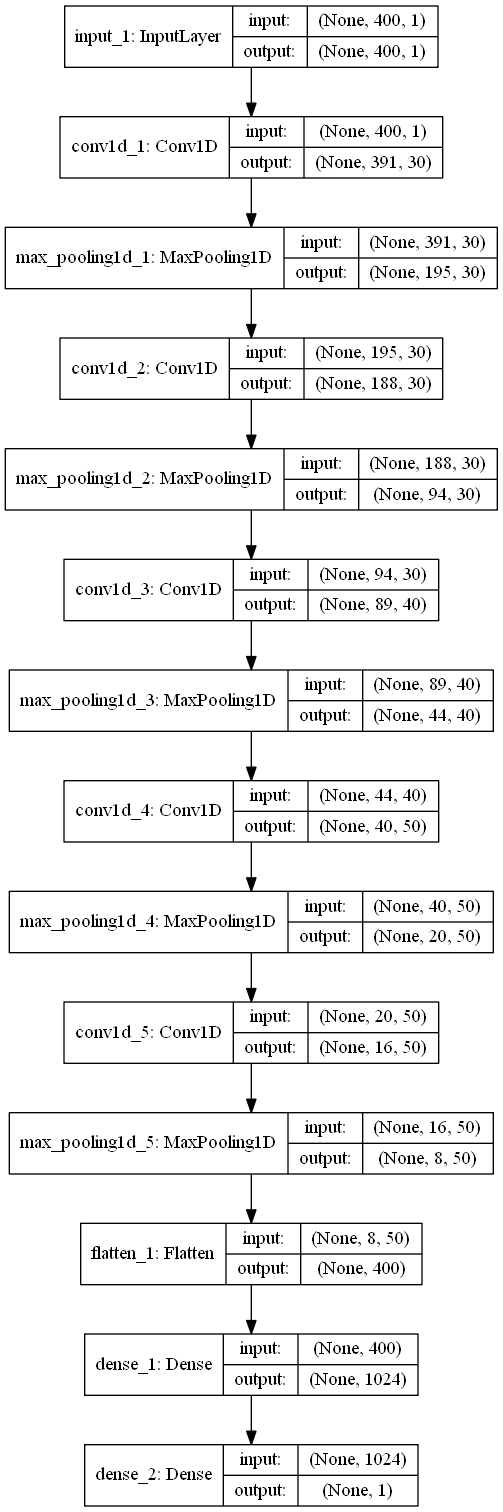 input_1: InputLayer
input: (None, 400, 1)
output: (None, 400, 1)
conv1d_1: Conv1D
input: (None, 400, 1)
output: (None, 391, 30)
max_pooling1d_1: MaxPooling1D
input: (None, 391, 30)
output: (None, 195, 30)
conv1d_2: Conv1D
input: (None, 195, 30)
output: (None, 188, 30)
max_pooling1d_2: MaxPooling1D
input: (None, 188, 30)
output: (None, 94, 30)
conv1d_3: Conv1D
input: (None, 94, 30)
output: (None, 89, 40)
max_pooling1d_3: MaxPooling1D
input: (None, 89, 40)
output: (None, 44, 40)
conv1d_4: Conv1D
input: (None, 44, 40)
output: (None, 40, 50)
max_pooling1d_4: MaxPooling1D
input: (None, 40, 50)
output: (None, 20, 50)
conv1d_5: Conv1D
input: (None, 20, 50)
output: (None, 16, 50)
max_pooling1d_5: MaxPooling1D
input: (None, 16, 50)
output: (None, 8, 50)
flatten_1: Flatten
input: (None, 8, 50)
output: (None, 400)
dense_1: Dense
input: (None, 400)
output: (None, 1024)
dense_2: Dense
input: (None, 1024)
output: (None, 1)